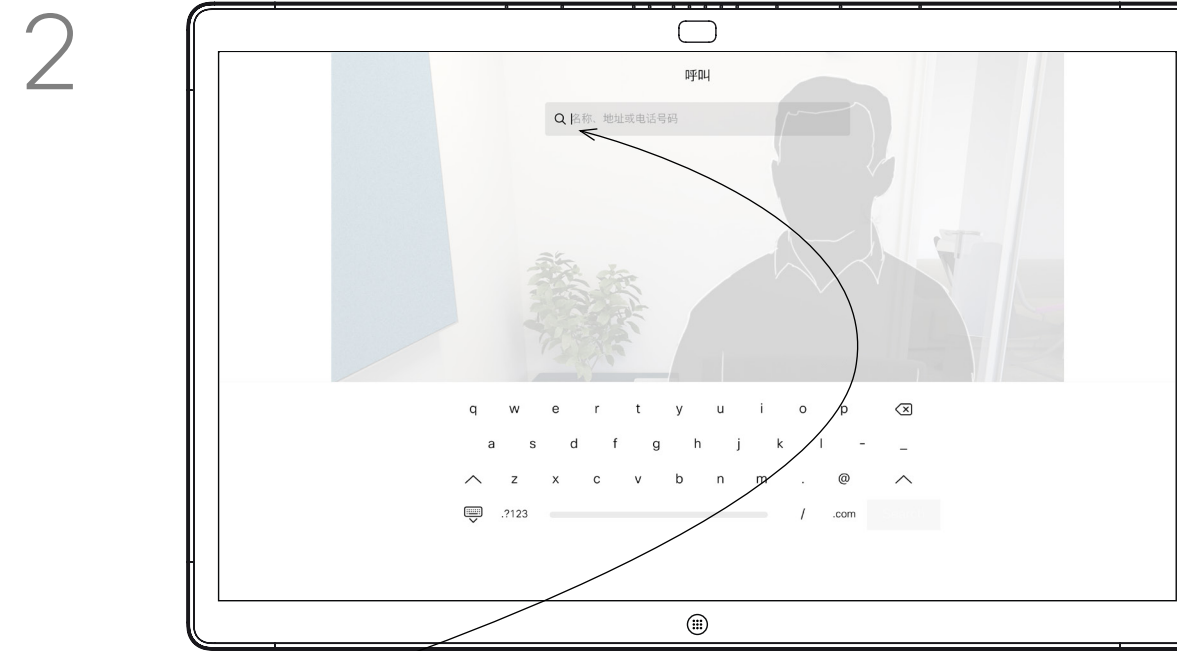 2
呼叫
名称、地址或电话号码
q w e r t y u i o p
a s d f g h j k l - _
z x c v b n m . @
.?123 / .com